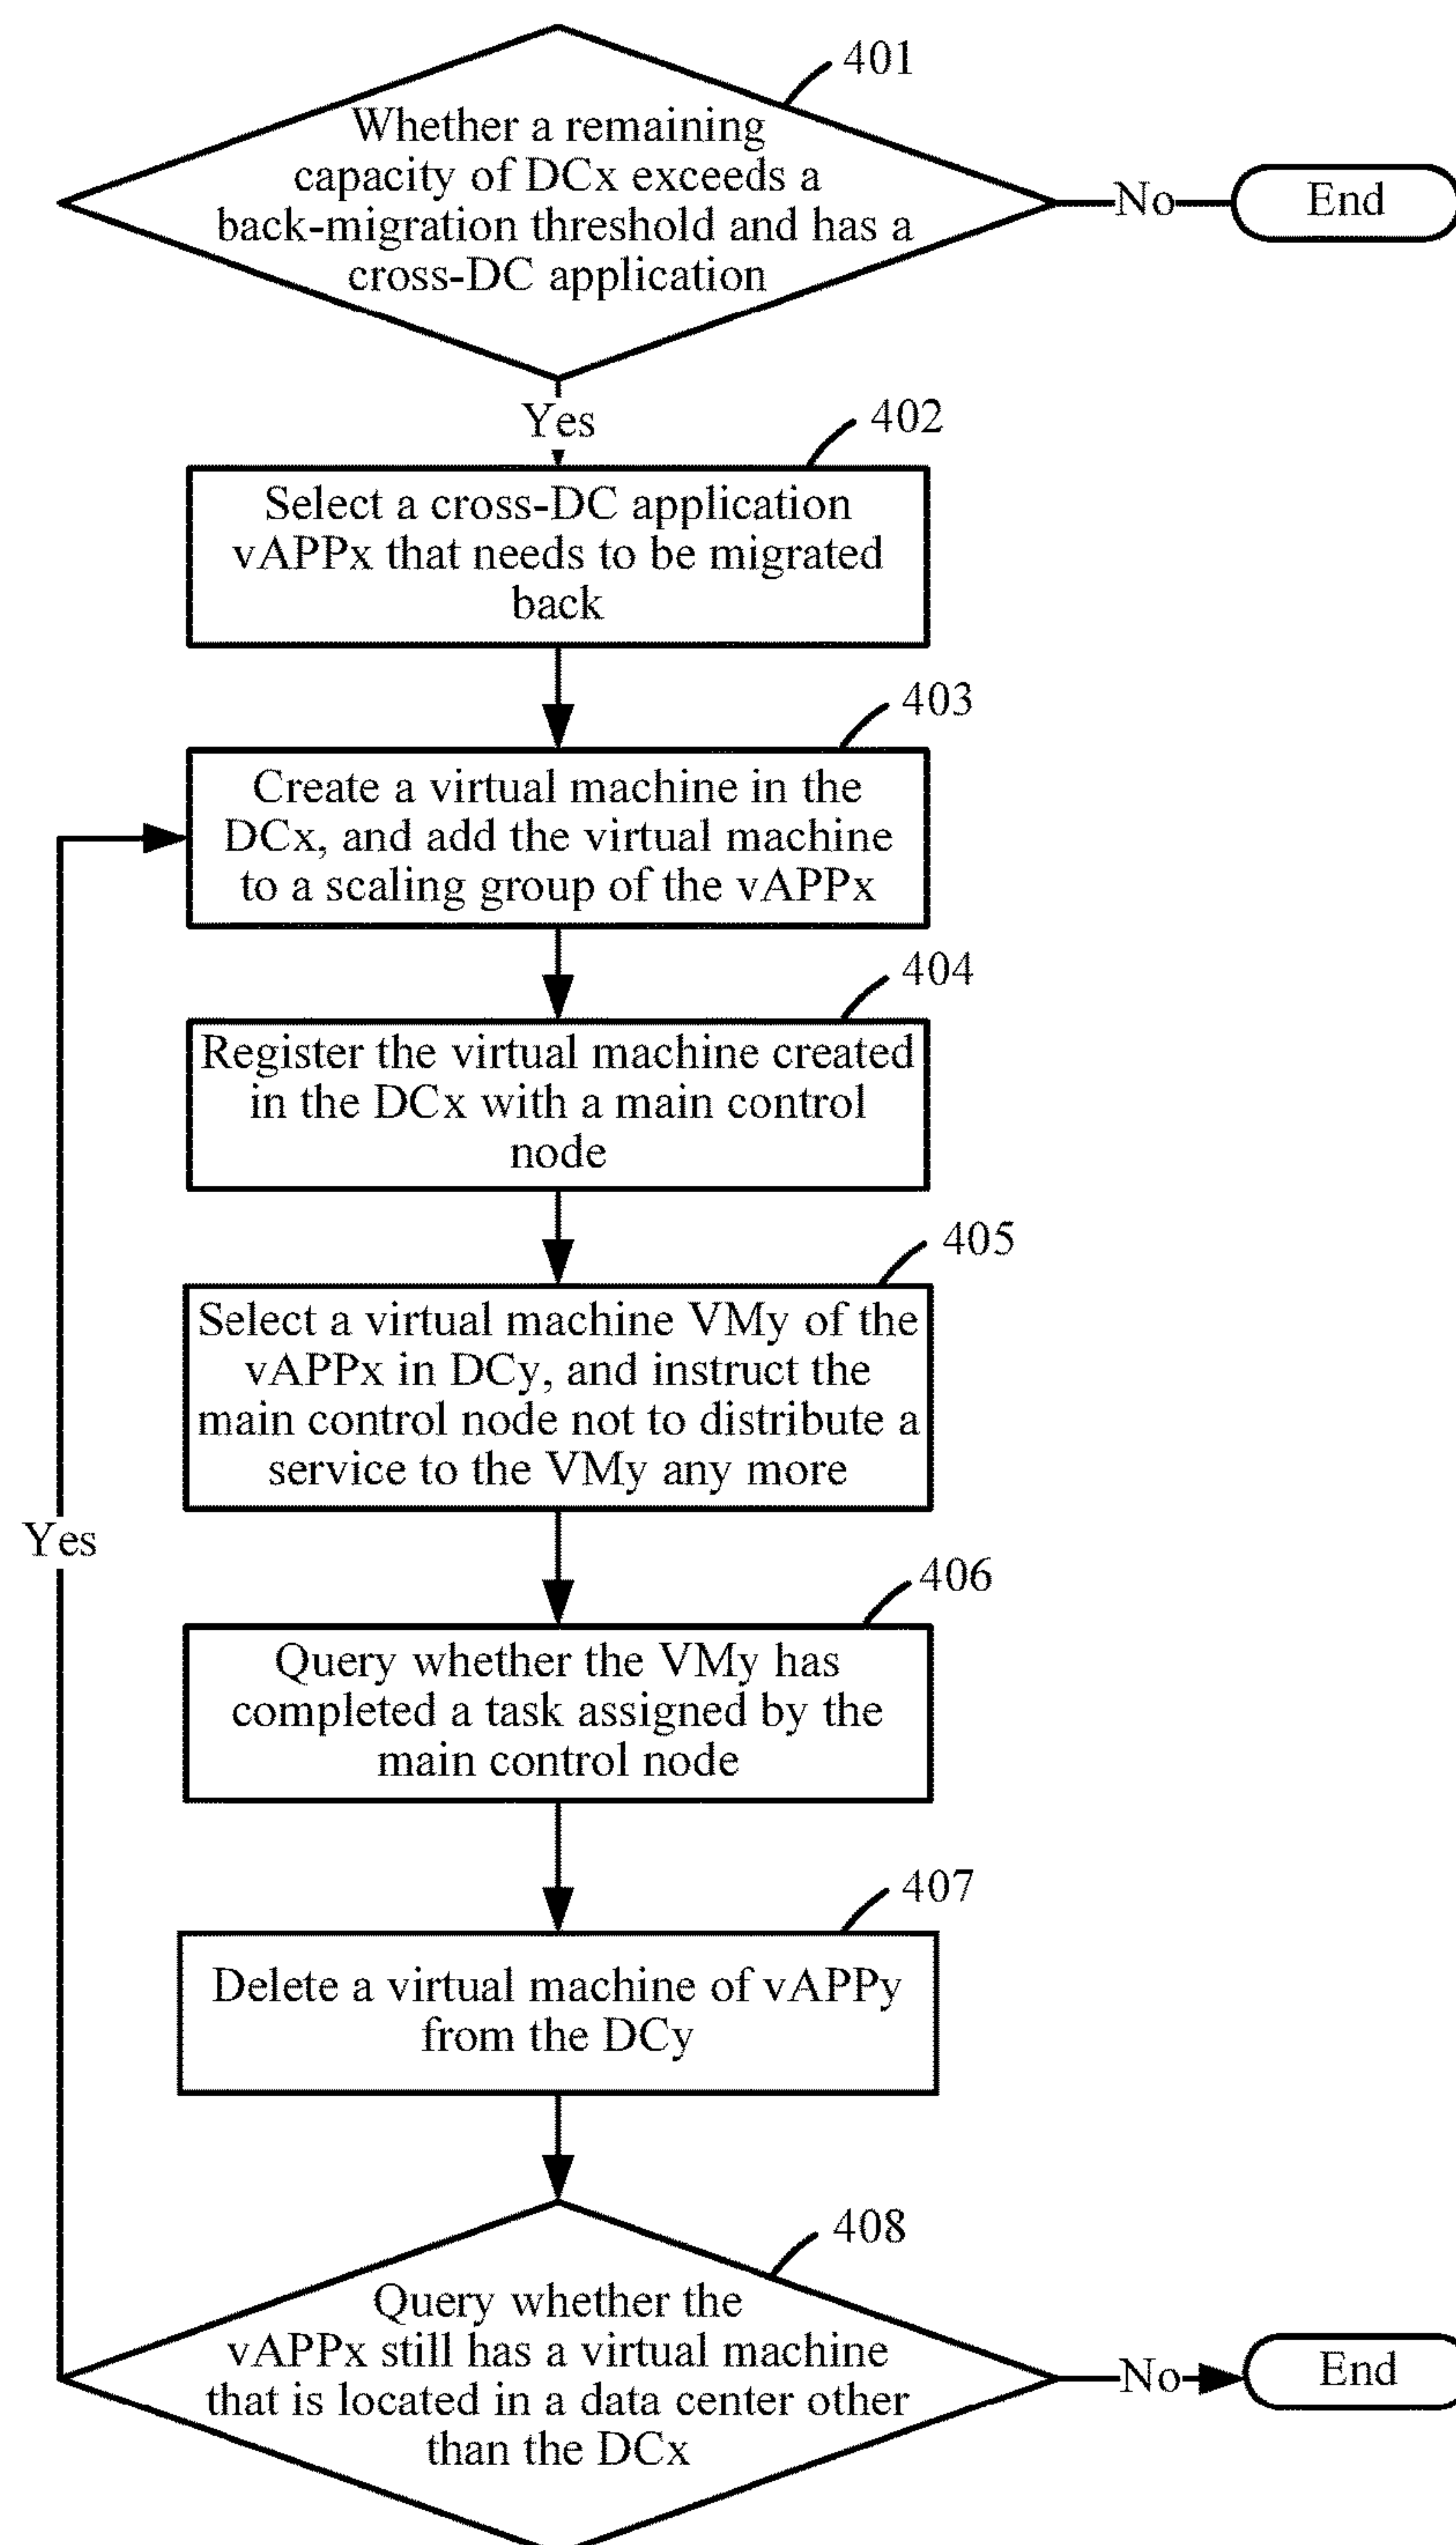 401
Whether a remaining
capacity of DCx exceeds a
back-migration threshold and has a
cross-DC application
No
End
Yes
402
Select a cross-DC application
vAPPx that needs to be migrated
back
403
Create a virtual machine in the
DCx, and add the virtual machine
to a scaling group of the vAPPx
404
Register the virtual machine created
in the DCx with a main control
node
405
Select a virtual machine VMy of the
vAPPx in DCy, and instruct the
main control node not to distribute a
service to the VMy any more
Yes
406
Query whether the VMy has
completed a task assigned by the
main control node
407
Delete a virtual machine of vAPPy
from the DCy
408
Query whether the
vAPPx still has a virtual machine
that is located in a data center other
than the DCx
No
End